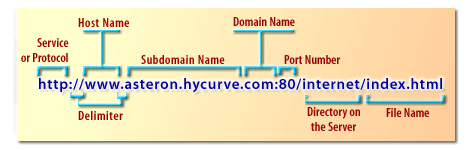 Host Name
Domain Name
Service
or Protocol
Subdomain Name
Port Number
http://www.asteron.hycurve.com:80/internet/index.html
Delimiter
Directory on
the Server
File Name